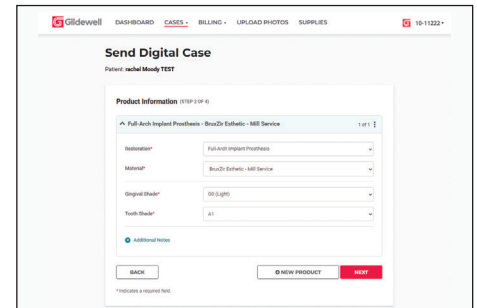 Glidewell DASHBOARD CASES BILLING UPLOAD PHOTOS SUPPLIES 10-11222
Send Digital Case
Patient: rachel Moody TEST
Product Information (STEP 2 OF 4)
Full-Arch Implant Prosthesis - BruxZir Esthetic - Mill Service 1 of 1
Restoration* Full-Arch Implant Prosthesis
Material* BruxZir Esthetic - Mill Service
Gingival Shade* G0 (Light)
Tooth Shade* A1
Additional Notes
BACK NEW PRODUCT NEXT
* Indicates a required field.